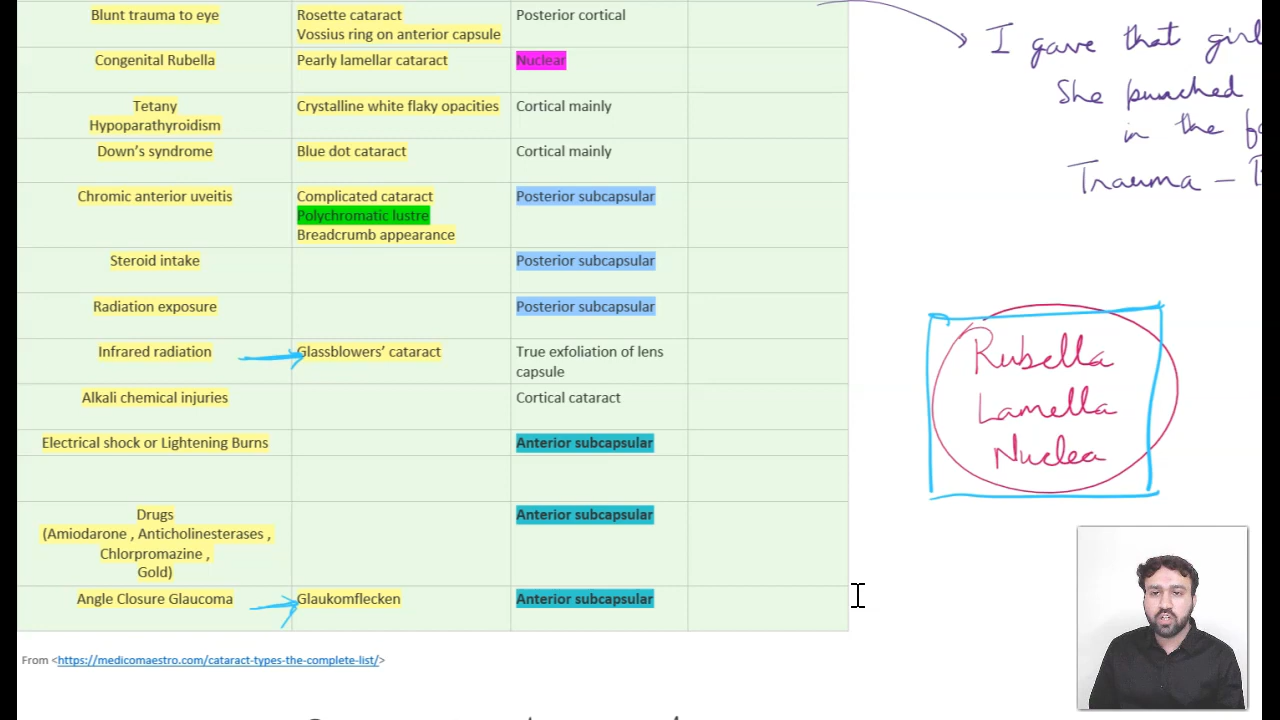 Blunt trauma to eye Rosette cataract Posterior cortical
Vossius ring on anterior capsule
Congenital Rubella Pearly lamellar cataract Nuclear
Tetany Crystalline white flaky opacities Cortical mainly
Hypoparathyroidism
Down's syndrome Blue dot cataract Cortical mainly
Chromic anterior uveitis Complicated cataract Posterior subcapsular
Polychromatic lustre
Breadcrumb appearance
Steroid intake Posterior subcapsular
Radiation exposure Posterior subcapsular
Infrared radiation Glassblowers' cataract True exfoliation of lens
capsule
Alkali chemical injuries Cortical cataract
Electrical shock or Lightening Burns Anterior subcapsular
Drugs Anterior subcapsular
(Amiodarone , Anticholinesterases ,
Chlorpromazine ,
Gold)
Angle Closure Glaucoma Glaukomflecken Anterior subcapsular
From <https://medicomaestro.com/cataract-types-the-complete-list/>
I gave that girl
She punched
in the
Trauma –
Rubella
Lamella
Nuclea